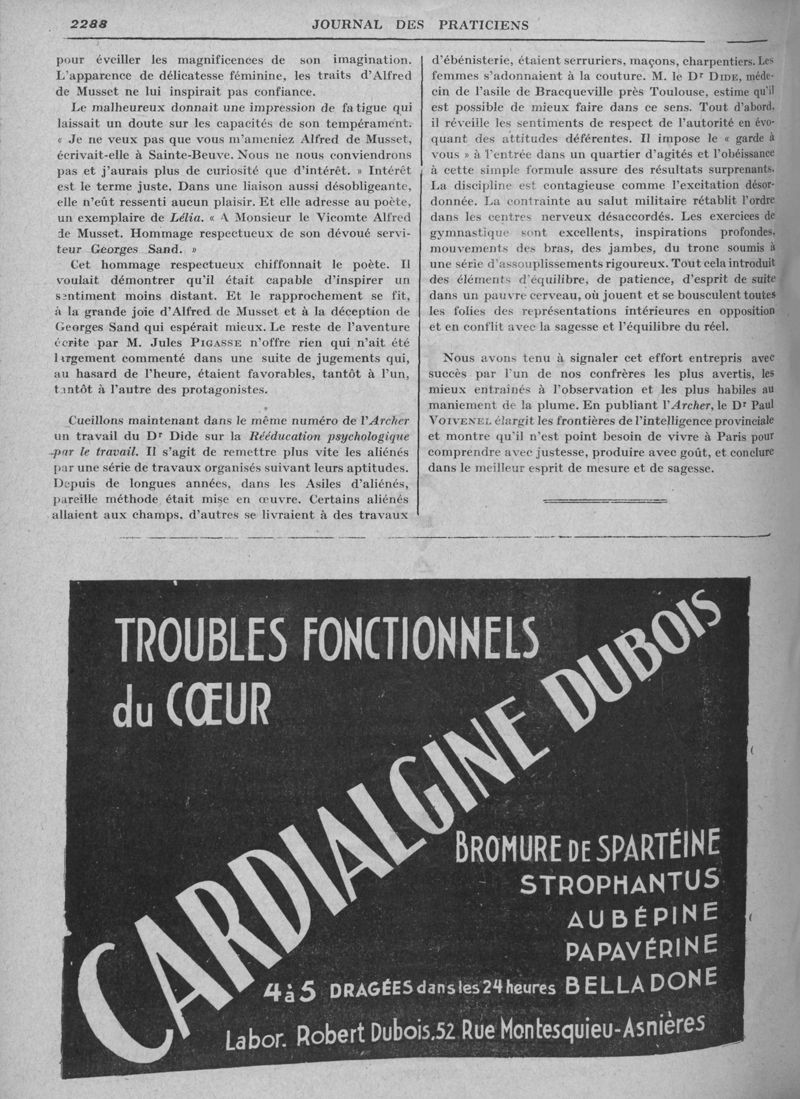 2288
JOURNAL DES PRATICIENS
pour éveiller les magnificences de son imagination.
L'apparence de délicatesse féminine, les traits d'Alfred
de Musset ne lui inspirait pas confiance.
Le malheureux donnait une impression de fatigue qui
laissait un doute sur les capacités de son tempérament.
« Je ne veux pas que vous m'ameniez Alfred de Musset,
écrivait-elle à Sainte-Beuve. Nous ne nous conviendrons
pas et j'aurais plus de curiosité que d'intérêt. » Intérêt
est le terme juste. Dans une liaison aussi désobligeante,
elle n'eût ressenti aucun plaisir. Et elle adresse au poète,
un exemplaire de Lélia. « A Monsieur le Vicomte Alfred
de Musset. Hommage respectueux de son dévoué servi-
teur Georges Sand. »
Cet hommage respectueux chiffonnait le poète. Il
voulait démontrer qu'il était capable d'inspirer un
sentiment moins distant. Et le rapprochement se fit,
à la grande joie d'Alfred de Musset et à la déception de
Georges Sand qui espérait mieux. Le reste de l'aventure
écrite par M. Jules PIGASSE n'offre rien qui n'ait été
largement commenté dans une suite de jugements qui,
au hasard de l'heure, étaient favorables, tantôt à l'un,
tantôt à l'autre des protagonistes.
Cueillons maintenant dans le même numéro de l'Archer
un travail du Dr Dide sur la Rééducation psychologique
par le travail. Il s'agit de remettre plus vite les aliénés
par une série de travaux organisés suivant leurs aptitudes.
Depuis de longues années, dans les Asiles d'aliénés,
pareille méthode était mise en œuvre. Certains aliénés
allaient aux champs, d'autres se livraient à des travaux
d'ébénisterie, étaient serruriers, maçons, charpentiers. Les
femmes s'adonnaient à la couture. M. le Dr DIDE, méde-
cin de l'asile de Bracqueville près Toulouse, estime qu'il
est possible de mieux faire dans ce sens. Tout d'abord,
il réveille les sentiments de respect de l'autorité en évo-
quant des attitudes déférentes. Il impose le « garde à
vous » à l'entrée dans un quartier d'agités et l'obéissance
à cette simple formule assure des résultats surprenants.
La discipline est contagieuse comme l'excitation désor-
donnée. La contrainte au salut militaire rétablit l'ordre
dans les centres nerveux désaccordés. Les exercices de
gymnastique sont excellents, inspirations profondes,
mouvements des bras, des jambes, du tronc soumis à
une série d'assouplissements rigoureux. Tout cela introduit
des éléments d'équilibre, de patience, d'esprit de suite
dans un pauvre cerveau, où jouent et se bousculent toutes
les folies des représentations intérieures en opposition
et en conflit avec la sagesse et l'équilibre du réel.
Nous avons tenu à signaler cet effort entrepris avec
succès par l'un de nos confrères les plus avertis, les
mieux entraînés à l'observation et les plus habiles au
maniement de la plume. En publiant l'Archer, le Dr Paul
VOIVENEL élargit les frontières de l'intelligence provinciale
et montre qu'il n'est point besoin de vivre à Paris pour
comprendre avec justesse, produire avec goût, et conclure
dans le meilleur esprit de mesure et de sagesse.
TROUBLES FONCTIONNELS
du CŒUR
CARDIALGINE DUBOIS
BROMURE DE SPARTÉINE
STROPHANTUS
AUBÉPINE
PAPAVÉRINE
4 à 5 DRAGÉES dans les 24 heures BELLADONE
Labor. Robert Dubois, 52 Rue Montesquieu-Asnières